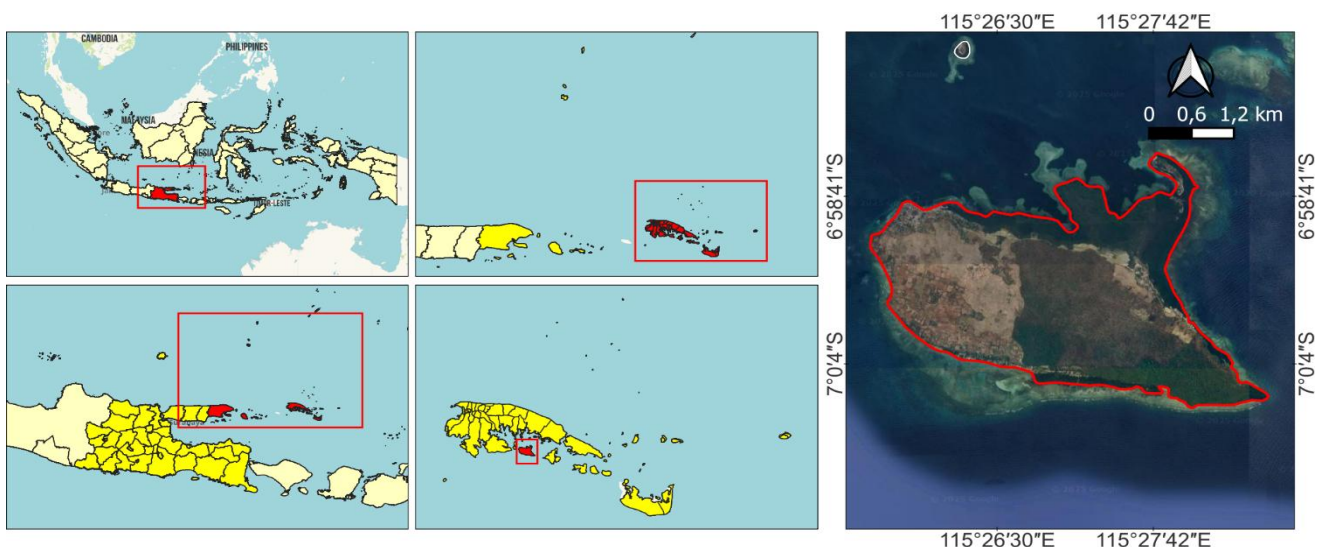 CAMBODIA
PHILIPPINES
MALAYSIA
NESIA
TIMOR-LESTE
115°26′30″E 115°27′42″E
0 0,6 1,2 km
6°58′41″S
6°58′41″S
7°0′4″S
7°0′4″S
115°26′30″E 115°27′42″E